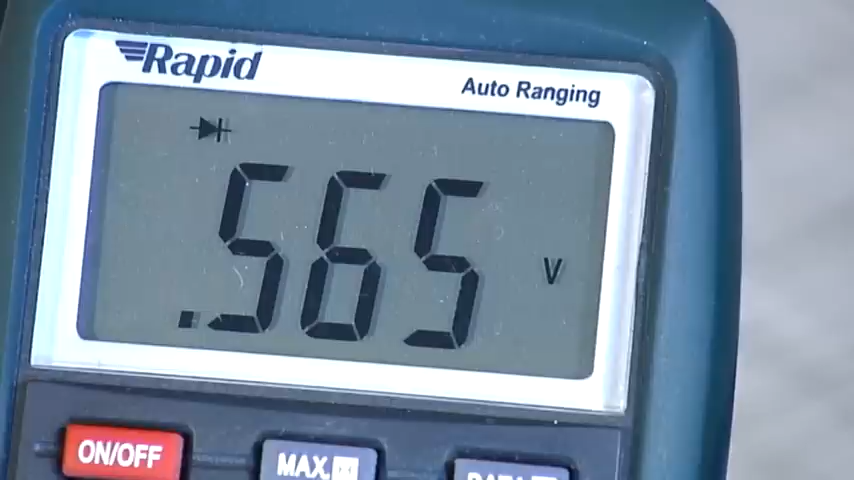 Rapid
Auto Ranging
.565 V
ON/OFF
MAX